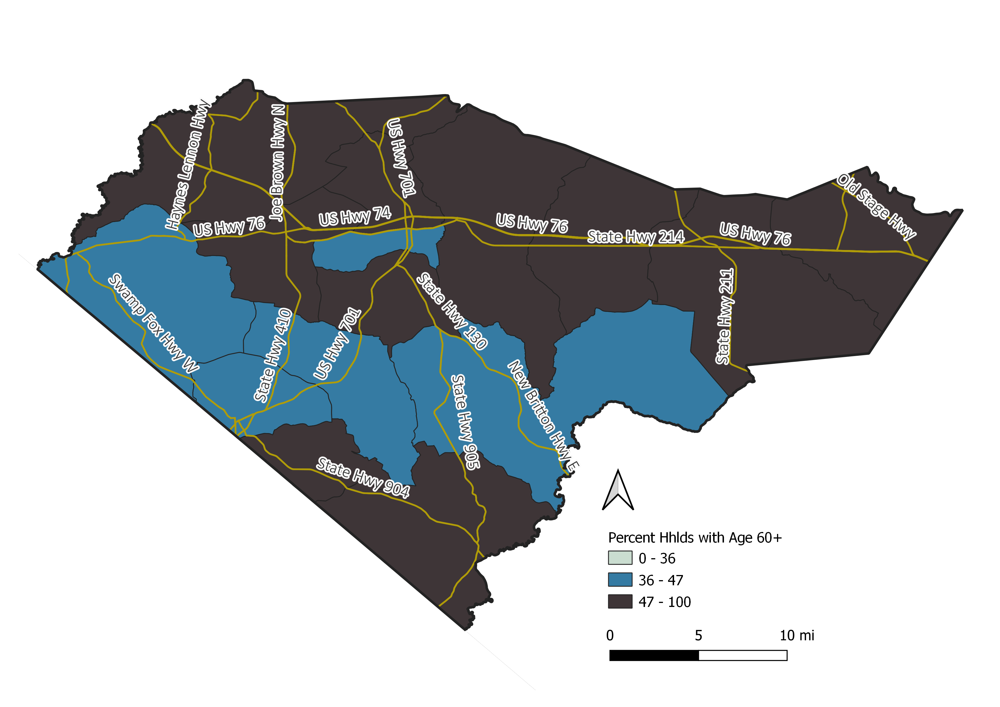 Haynes Lennon Hwy
Joe Brown Hwy N
US Hwy 701
Old Stage Hwy
US Hwy 76
US Hwy 74
US Hwy 76
State Hwy 214
US Hwy 76
Swamp Fox Hwy W
State Hwy 410
US Hwy 701
State Hwy 130
State Hwy 211
New Britton Hwy E
State Hwy 905
State Hwy 904
Percent Hhlds with Age 60+
0 - 36
36 - 47
47 - 100
0 5 10 mi